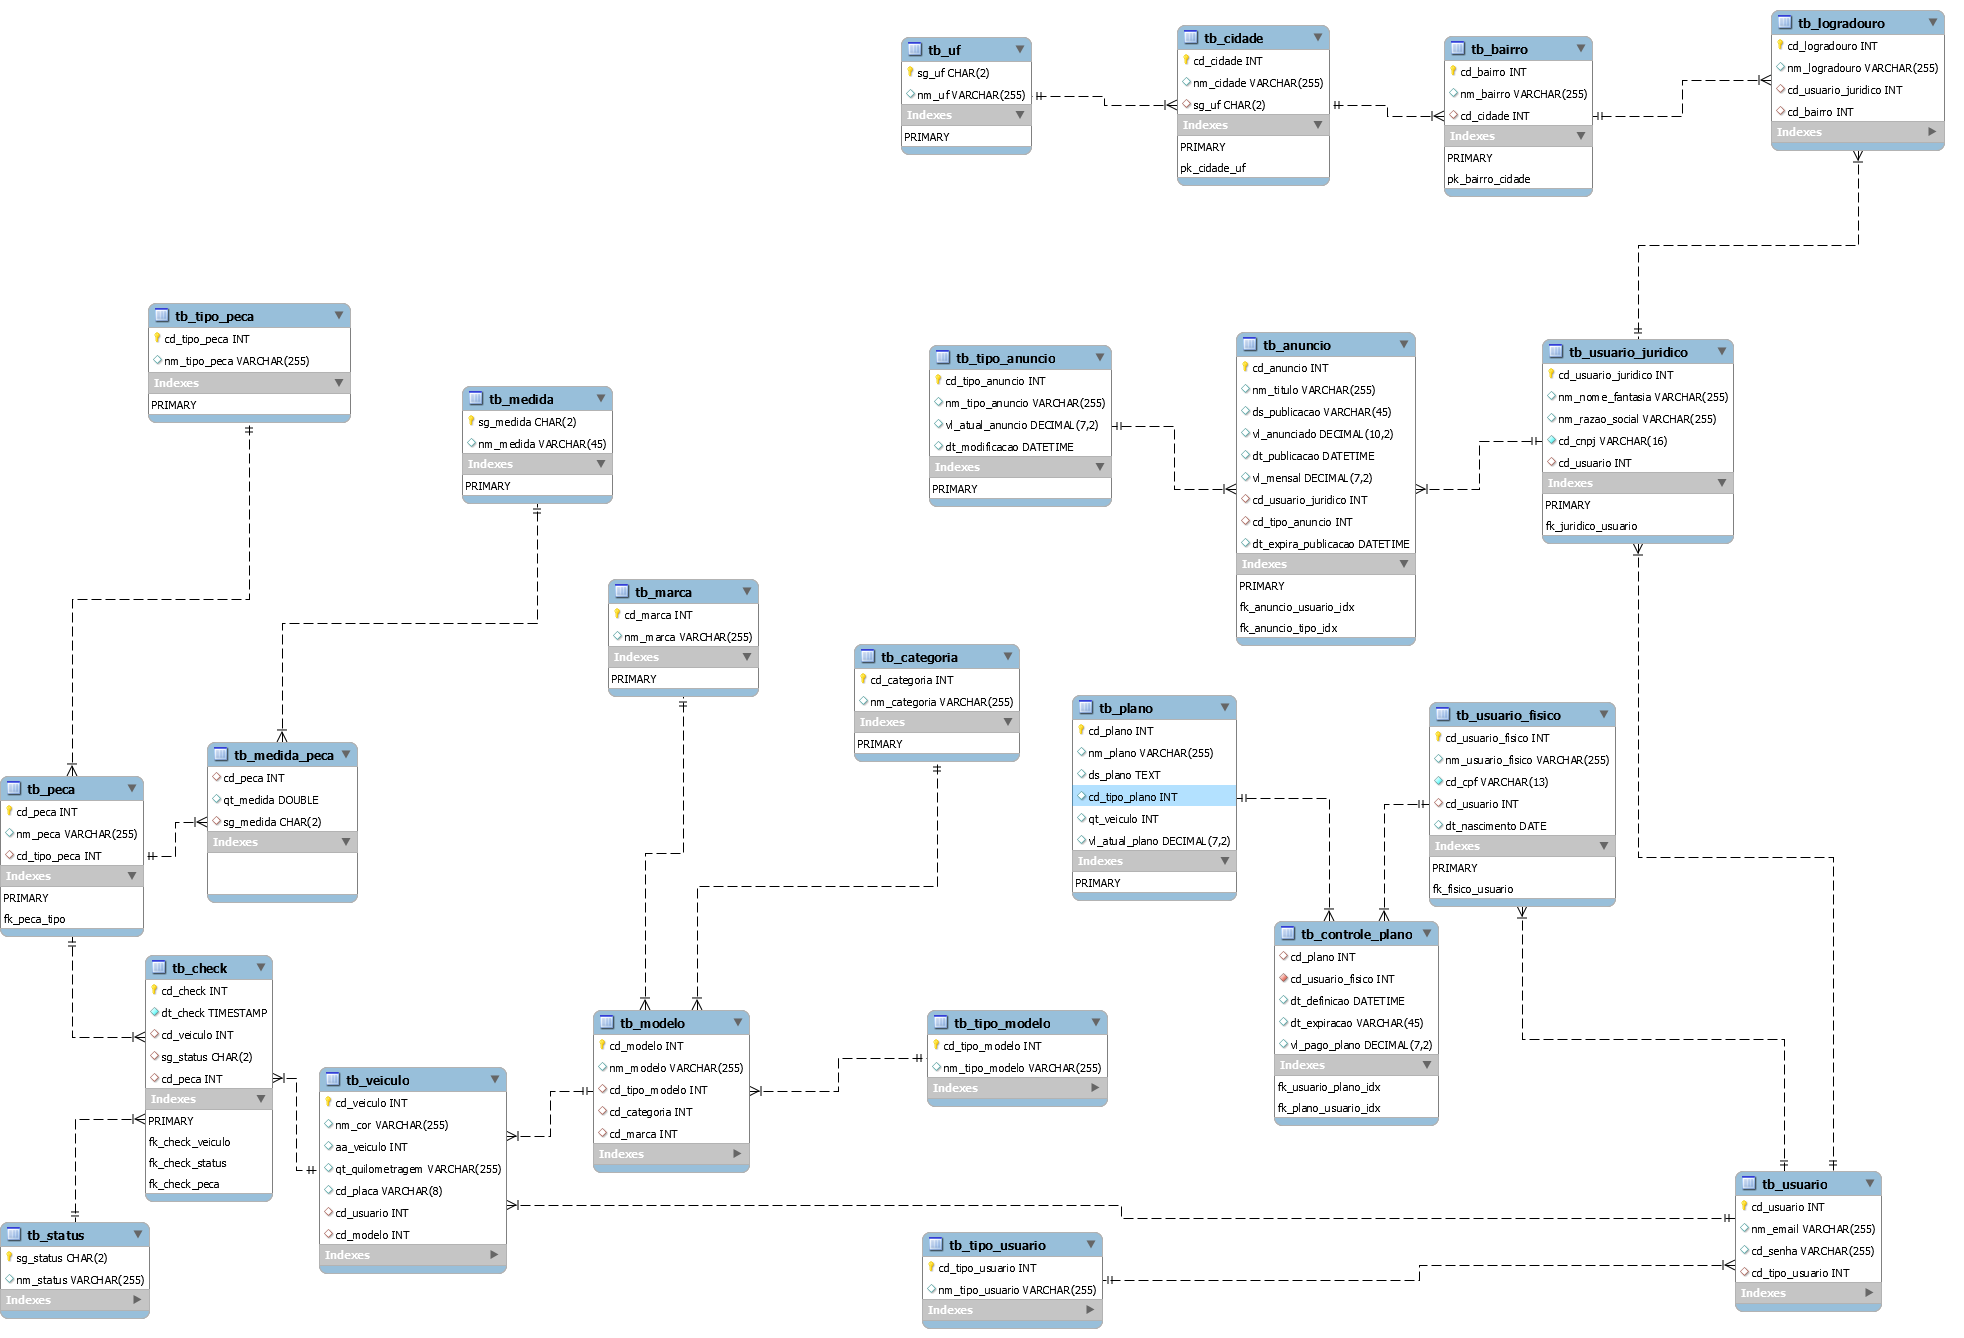 tb_uf
sg_uf CHAR(2)
nm_uf VARCHAR(255)
Indexes
PRIMARY
tb_cidade
cd_cidade INT
nm_cidade VARCHAR(255)
sg_uf CHAR(2)
Indexes
PRIMARY
pk_cidade_uf
tb_bairro
cd_bairro INT
nm_bairro VARCHAR(255)
cd_cidade INT
Indexes
PRIMARY
pk_bairro_cidade
tb_logradouro
cd_logradouro INT
nm_logradouro VARCHAR(255)
cd_usuario_juridico INT
cd_bairro INT
Indexes
tb_tipo_peca
cd_tipo_peca INT
nm_tipo_peca VARCHAR(255)
Indexes
PRIMARY
tb_medida
sg_medida CHAR(2)
nm_medida VARCHAR(45)
Indexes
PRIMARY
tb_tipo_anuncio
cd_tipo_anuncio INT
nm_tipo_anuncio VARCHAR(255)
vl_atual_anuncio DECIMAL(7,2)
dt_modificacao DATETIME
Indexes
PRIMARY
tb_anuncio
cd_anuncio INT
nm_titulo VARCHAR(255)
ds_publicacao VARCHAR(45)
vl_anunciado DECIMAL(10,2)
dt_publicacao DATETIME
vl_mensal DECIMAL(7,2)
cd_usuario_juridico INT
cd_tipo_anuncio INT
dt_expira_publicacao DATETIME
Indexes
PRIMARY
fk_anuncio_usuario_idx
fk_anuncio_tipo_idx
tb_usuario_juridico
cd_usuario_juridico INT
nm_nome_fantasia VARCHAR(255)
nm_razao_social VARCHAR(255)
cd_cnpj VARCHAR(16)
cd_usuario INT
Indexes
PRIMARY
fk_juridico_usuario
tb_marca
cd_marca INT
nm_marca VARCHAR(255)
Indexes
PRIMARY
tb_categoria
cd_categoria INT
nm_categoria VARCHAR(255)
Indexes
PRIMARY
tb_plano
cd_plano INT
nm_plano VARCHAR(255)
ds_plano TEXT
cd_tipo_plano INT
qt_veiculo INT
vl_atual_plano DECIMAL(7,2)
Indexes
PRIMARY
tb_usuario_fisico
cd_usuario_fisico INT
nm_usuario_fisico VARCHAR(255)
cd_cpf VARCHAR(13)
cd_usuario INT
dt_nascimento DATE
Indexes
PRIMARY
fk_fisico_usuario
tb_medida_peca
cd_peca INT
qt_medida DOUBLE
sg_medida CHAR(2)
Indexes
tb_peca
cd_peca INT
nm_peca VARCHAR(255)
cd_tipo_peca INT
Indexes
PRIMARY
fk_peca_tipo
tb_controle_plano
cd_plano INT
cd_usuario_fisico INT
dt_definicao DATETIME
dt_expiracao VARCHAR(45)
vl_pago_plano DECIMAL(7,2)
Indexes
fk_usuario_plano_idx
fk_plano_usuario_idx
tb_check
cd_check INT
dt_check TIMESTAMP
cd_veiculo INT
sg_status CHAR(2)
cd_peca INT
Indexes
PRIMARY
fk_check_veiculo
fk_check_status
fk_check_peca
tb_modelo
cd_modelo INT
nm_modelo VARCHAR(255)
cd_tipo_modelo INT
cd_categoria INT
cd_marca INT
Indexes
tb_tipo_modelo
cd_tipo_modelo INT
nm_tipo_modelo VARCHAR(255)
Indexes
tb_veiculo
cd_veiculo INT
nm_cor VARCHAR(255)
aa_veiculo INT
qt_quilometragem VARCHAR(255)
cd_placa VARCHAR(8)
cd_usuario INT
cd_modelo INT
Indexes
tb_usuario
cd_usuario INT
nm_email VARCHAR(255)
cd_senha VARCHAR(255)
cd_tipo_usuario INT
Indexes
tb_status
sg_status CHAR(2)
nm_status VARCHAR(255)
Indexes
tb_tipo_usuario
cd_tipo_usuario INT
nm_tipo_usuario VARCHAR(255)
Indexes